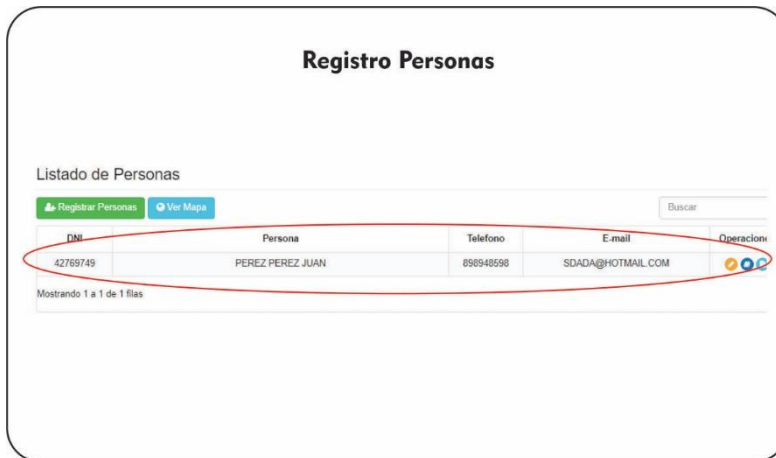 Registro Personas
Listado de Personas
Registrar Personas Ver Mapa Buscar
DNI Persona Telefono E-mail Operacione
42769749 PEREZ PEREZ JUAN 898948598 SDADA@HOTMAIL.COM
Mostrando 1 a 1 de 1 filas